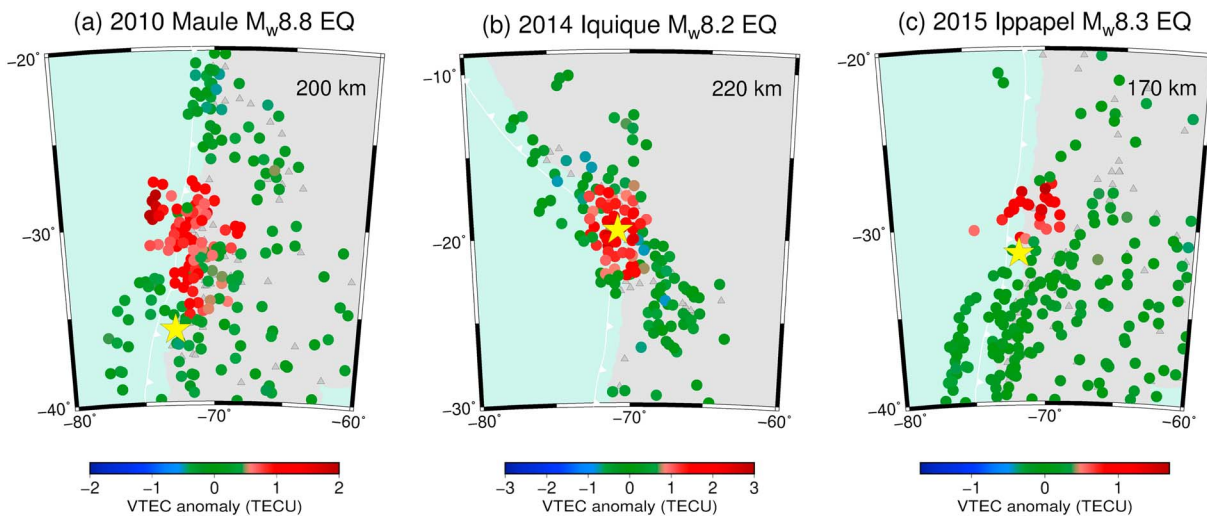 (a) 2010 Maule Mw8.8 EQ
(b) 2014 Iquique Mw8.2 EQ
(c) 2015 Ippapel Mw8.3 EQ
200 km
220 km
170 km
−20°
−30°
−40°
−80°
−70°
−60°
−10°
−20°
−30°
−80°
−70°
−60°
−20°
−30°
−40°
−80°
−70°
−60°
−2 −1 0 1 2
VTEC anomaly (TECU)
−3 −2 −1 0 1 2 3
VTEC anomaly (TECU)
−1 0 1
VTEC anomaly (TECU)